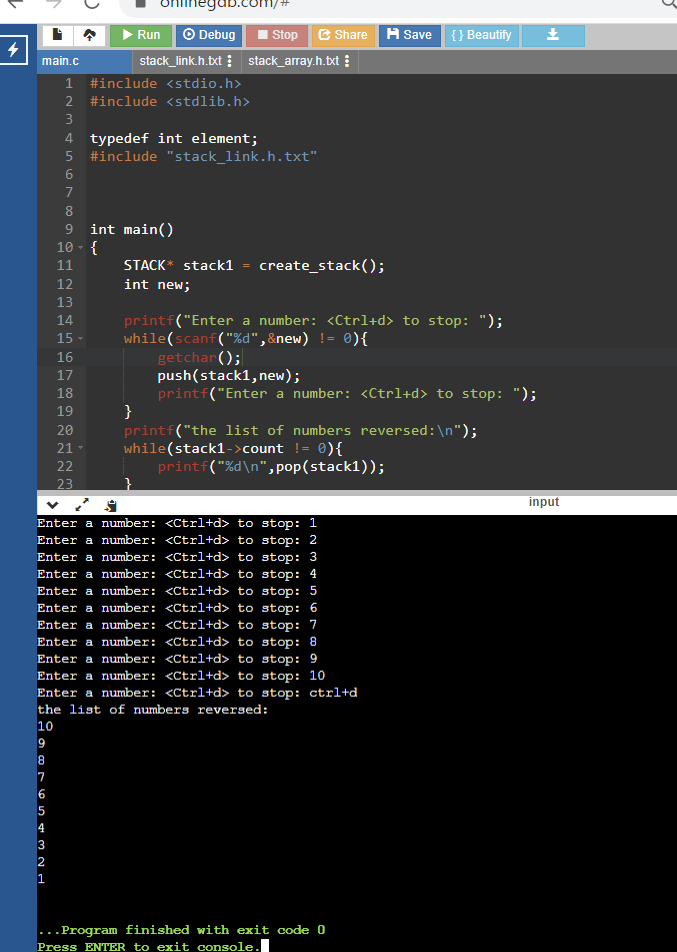 onlinegdb.com/#
Run Debug Stop Share Save { } Beautify
main.c stack_link.h.txt stack_array.h.txt
1 #include <stdio.h>
2 #include <stdlib.h>
3
4 typedef int element;
5 #include "stack_link.h.txt"
6
7
8
9 int main()
10 {
11 STACK* stack1 = create_stack();
12 int new;
13
14 printf("Enter a number: <Ctrl+d> to stop: ");
15 while(scanf("%d",&new) != 0){
16 getchar();
17 push(stack1,new);
18 printf("Enter a number: <Ctrl+d> to stop: ");
19 }
20 printf("the list of numbers reversed:\n");
21 while(stack1->count != 0){
22 printf("%d\n",pop(stack1));
23 }
input
Enter a number: <Ctrl+d> to stop: 1
Enter a number: <Ctrl+d> to stop: 2
Enter a number: <Ctrl+d> to stop: 3
Enter a number: <Ctrl+d> to stop: 4
Enter a number: <Ctrl+d> to stop: 5
Enter a number: <Ctrl+d> to stop: 6
Enter a number: <Ctrl+d> to stop: 7
Enter a number: <Ctrl+d> to stop: 8
Enter a number: <Ctrl+d> to stop: 9
Enter a number: <Ctrl+d> to stop: 10
Enter a number: <Ctrl+d> to stop: ctrl+d
the list of numbers reversed:
10
9
8
7
6
5
4
3
2
1
...Program finished with exit code 0
Press ENTER to exit console.